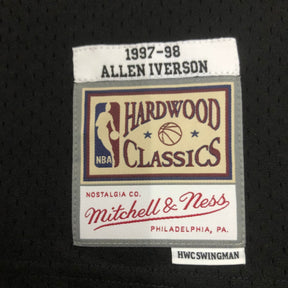 1997-98
ALLEN IVERSON
HARDWOOD
CLASSICS
NBA
NOSTALGIA CO.
Mitchell & Ness
PHILADELPHIA, PA.
HWC SWINGMAN